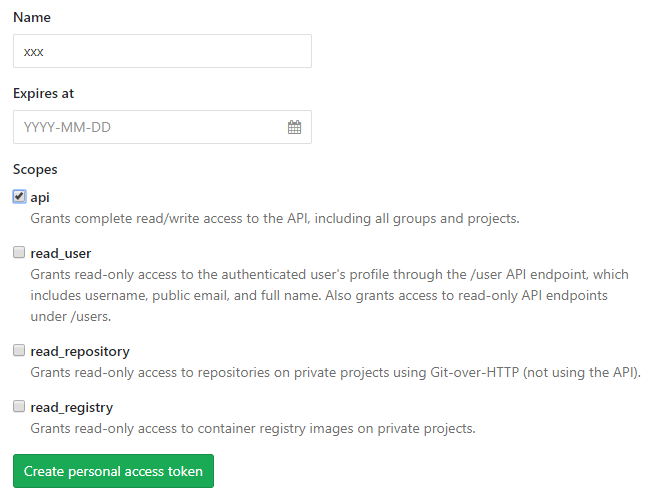 Name
xxx
Expires at
YYYY-MM-DD
Scopes
api
Grants complete read/write access to the API, including all groups and projects.
read_user
Grants read-only access to the authenticated user's profile through the /user API endpoint, which
includes username, public email, and full name. Also grants access to read-only API endpoints
under /users.
read_repository
Grants read-only access to repositories on private projects using Git-over-HTTP (not using the API).
read_registry
Grants read-only access to container registry images on private projects.
Create personal access token